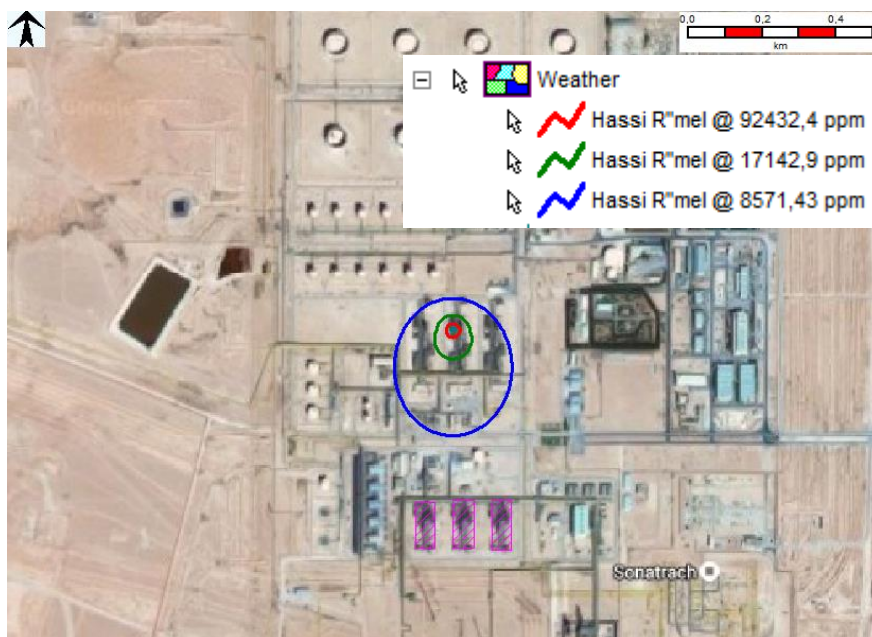 0,0 0,2 0,4
km
Weather
Hassi R"mel @ 92432,4 ppm
Hassi R"mel @ 17142,9 ppm
Hassi R"mel @ 8571,43 ppm
Sonatrach